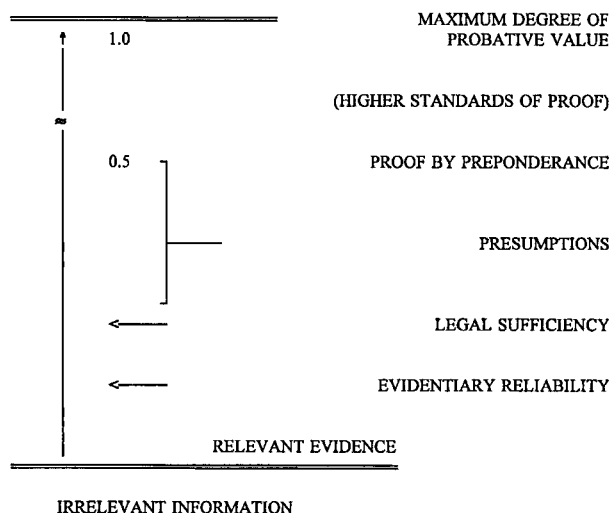 MAXIMUM DEGREE OF
1.0 PROBATIVE VALUE
(HIGHER STANDARDS OF PROOF)
≈
0.5 PROOF BY PREPONDERANCE
PRESUMPTIONS
LEGAL SUFFICIENCY
EVIDENTIARY RELIABILITY
RELEVANT EVIDENCE
IRRELEVANT INFORMATION